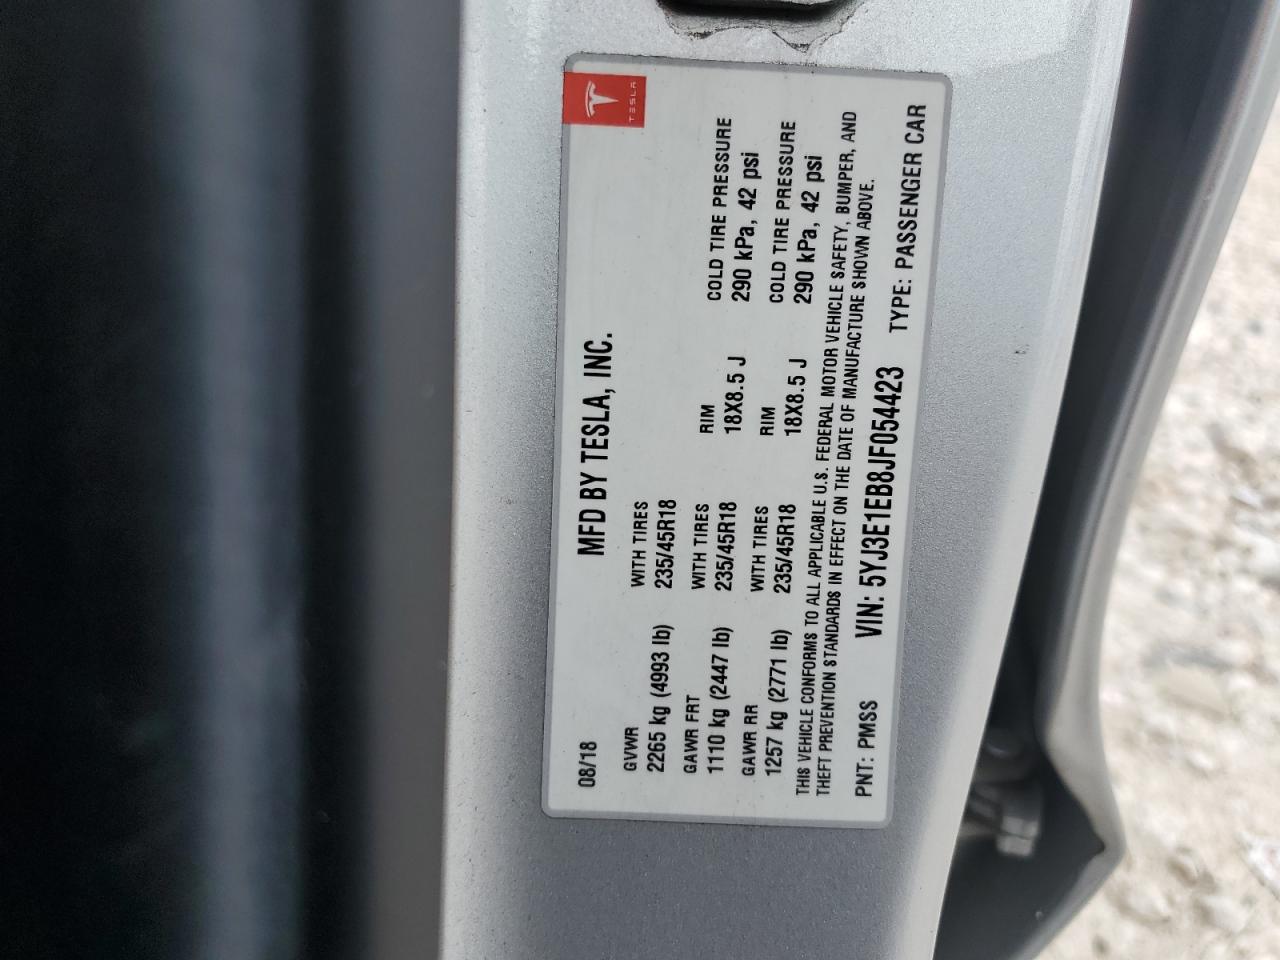 TESLA
MFD BY TESLA, INC.
08/18
GVWR WITH TIRES
2265 kg (4993 lb) 235/45R18
GAWR FRT WITH TIRES RIM COLD TIRE PRESSURE
1110 kg (2447 lb) 235/45R18 18X8.5 J 290 kPa, 42 psi
GAWR RR WITH TIRES RIM COLD TIRE PRESSURE
1257 kg (2771 lb) 235/45R18 18X8.5 J 290 kPa, 42 psi
THIS VEHICLE CONFORMS TO ALL APPLICABLE U.S. FEDERAL MOTOR VEHICLE SAFETY, BUMPER, AND
THEFT PREVENTION STANDARDS IN EFFECT ON THE DATE OF MANUFACTURE SHOWN ABOVE.
PNT: PMSS VIN: 5YJ3E1EB8JF054423 TYPE: PASSENGER CAR